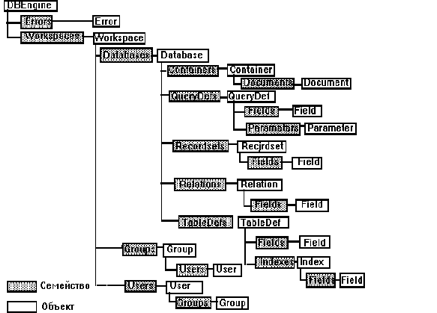 DBEngine
Errors Error
Workspaces Workspace
Databases Database
Containers Container
Documents Document
QueryDefs QueryDef
Fields Field
Parameters Parameter
Recordsets Recjrdset
Fields Field
Relations Relation
Fields Field
TableDefs TableDef
Fields Field
Indexes Index
Fields Field
Groups Group
Users User
Users User
Groups Group
Семейство
Объект